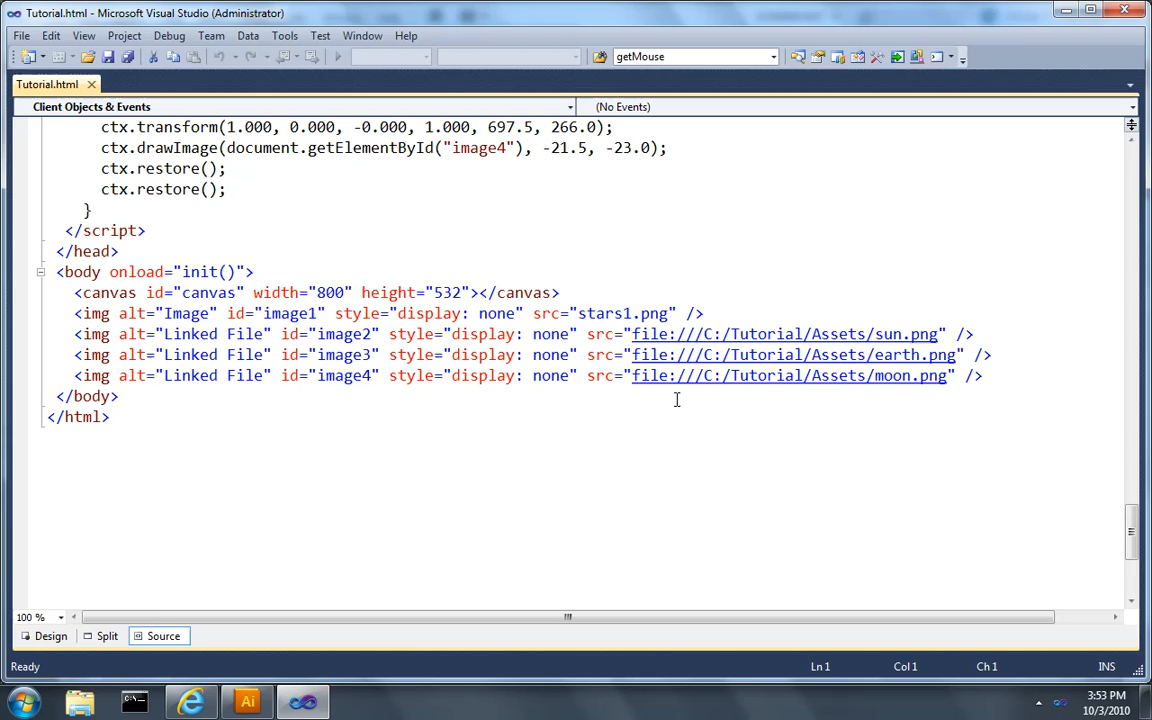 Tutorial.html - Microsoft Visual Studio (Administrator)
File Edit View Project Debug Team Data Tools Test Window Help
getMouse
Tutorial.html
Client Objects & Events (No Events)
ctx.transform(1.000, 0.000, -0.000, 1.000, 697.5, 266.0);
ctx.drawImage(document.getElementById("image4"), -21.5, -23.0);
ctx.restore();
ctx.restore();
}
</script>
</head>
<body onload="init()">
<canvas id="canvas" width="800" height="532"></canvas>
<img alt="Image" id="image1" style="display: none" src="stars1.png" />
<img alt="Linked File" id="image2" style="display: none" src="file:///C:/Tutorial/Assets/sun.png" />
<img alt="Linked File" id="image3" style="display: none" src="file:///C:/Tutorial/Assets/earth.png" />
<img alt="Linked File" id="image4" style="display: none" src="file:///C:/Tutorial/Assets/moon.png" />
</body>
</html>
100 %
Design Split Source
Ready Ln 1 Col 1 Ch 1 INS
Ai
3:53 PM
10/3/2010